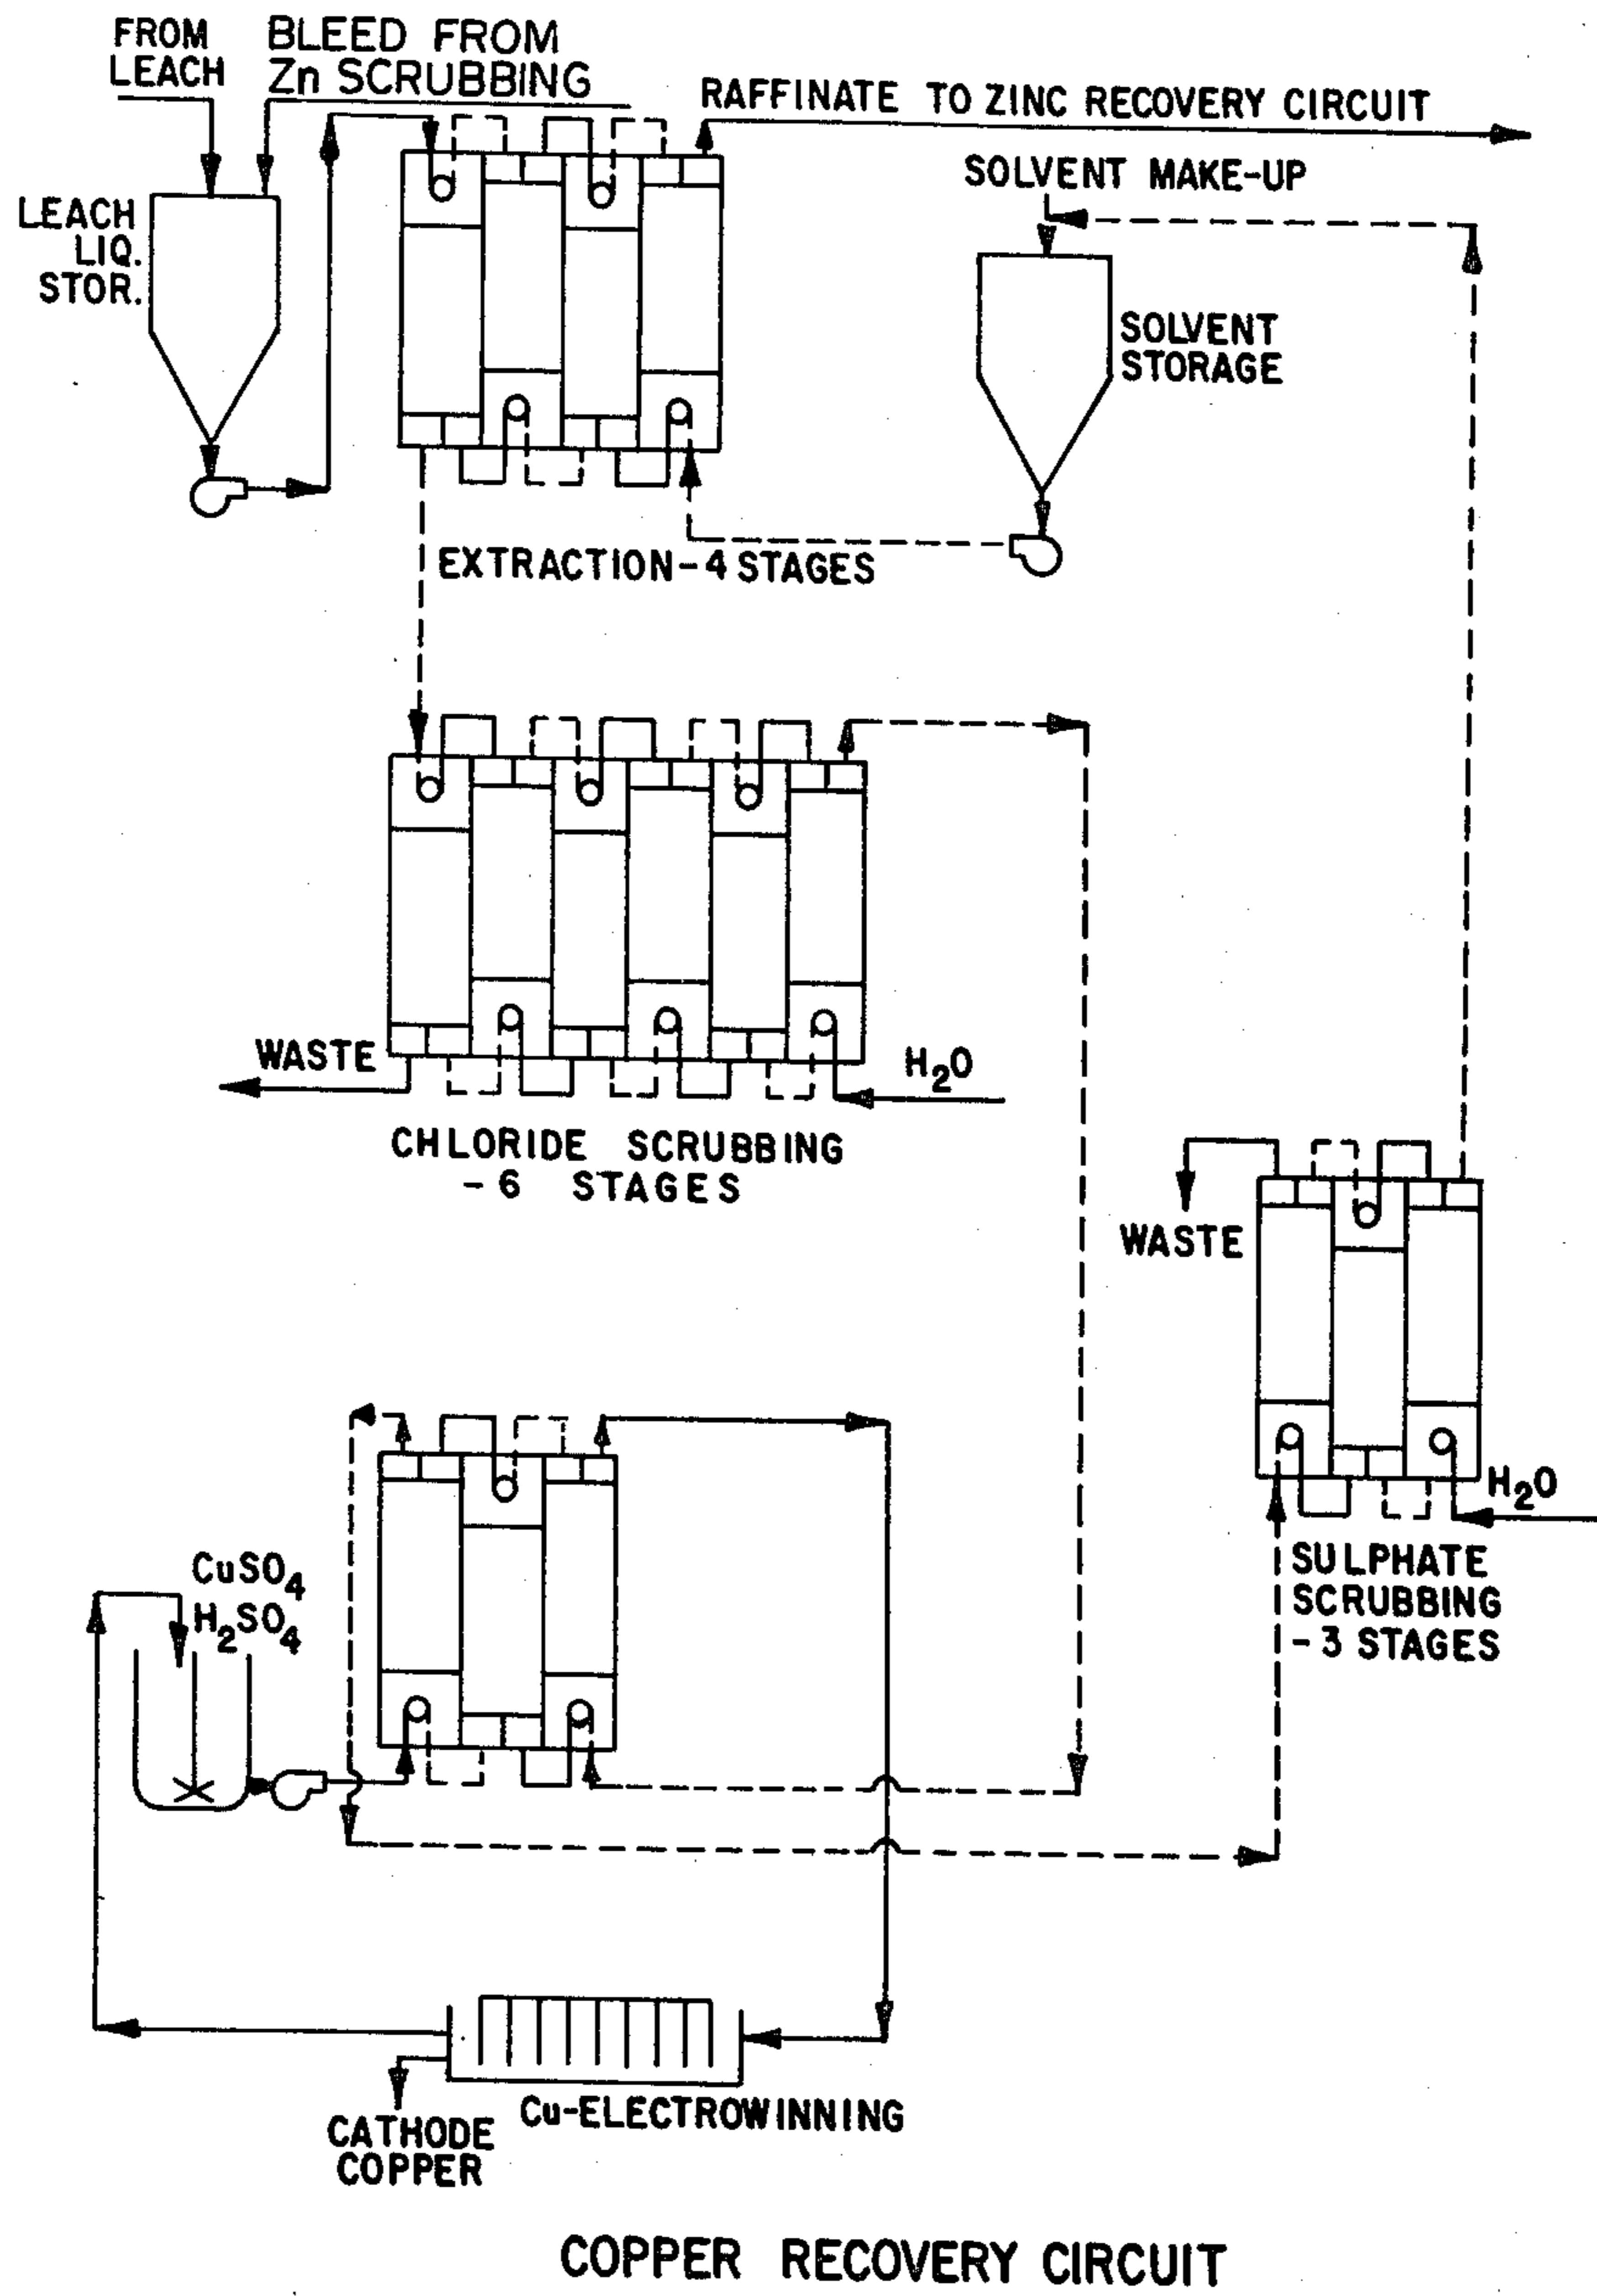 FROM
LEACH
BLEED FROM
Zn SCRUBBING
RAFFINATE TO ZINC RECOVERY CIRCUIT
SOLVENT MAKE-UP
LEACH
LIQ.
STOR.
SOLVENT
STORAGE
EXTRACTION-4 STAGES
WASTE
H₂O
CHLORIDE SCRUBBING
-6 STAGES
WASTE
H₂O
SULPHATE
SCRUBBING
-3 STAGES
CuSO₄
H₂SO₄
Cu-ELECTROWINNING
CATHODE
COPPER
COPPER RECOVERY CIRCUIT